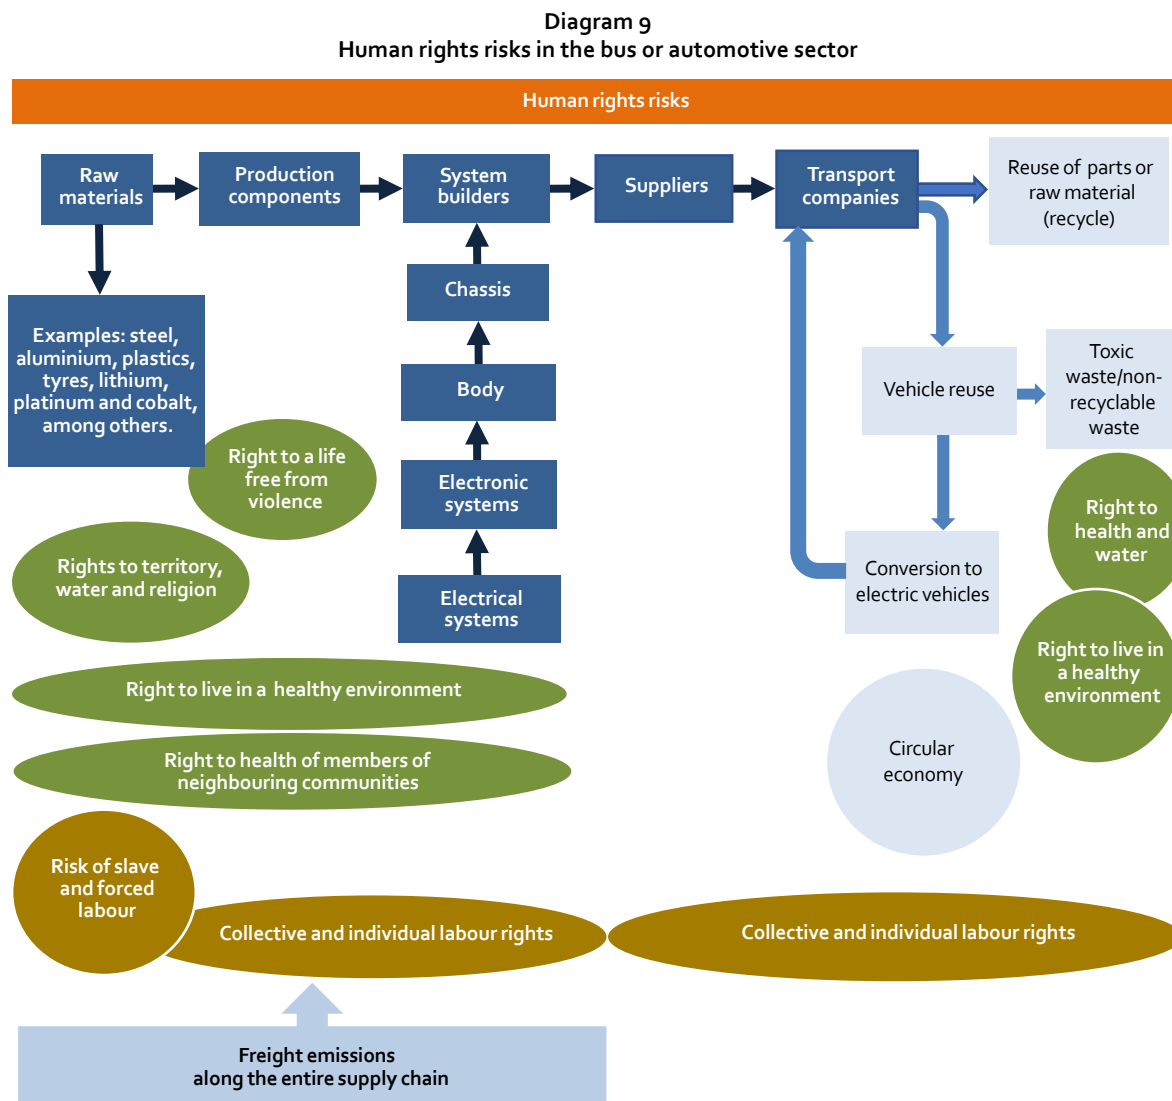 Diagram 9
Human rights risks in the bus or automotive sector
Human rights risks
Raw
materials
Production
components
System
builders
Suppliers
Transport
companies
Reuse of parts or
raw material
(recycle)
Chassis
Examples: steel,
aluminium, plastics,
tyres, lithium,
platinum and cobalt,
among others.
Body
Vehicle reuse
Toxic
waste/non-
recyclable
waste
Right to a life
free from
violence
Electronic
systems
Right to
health and
water
Rights to territory,
water and religion
Electrical
systems
Conversion to
electric vehicles
Right to live in
a healthy
environment
Right to live in a healthy environment
Right to health of members of
neighbouring communities
Circular
economy
Risk of slave
and forced
labour
Collective and individual labour rights
Collective and individual labour rights
Freight emissions
along the entire supply chain